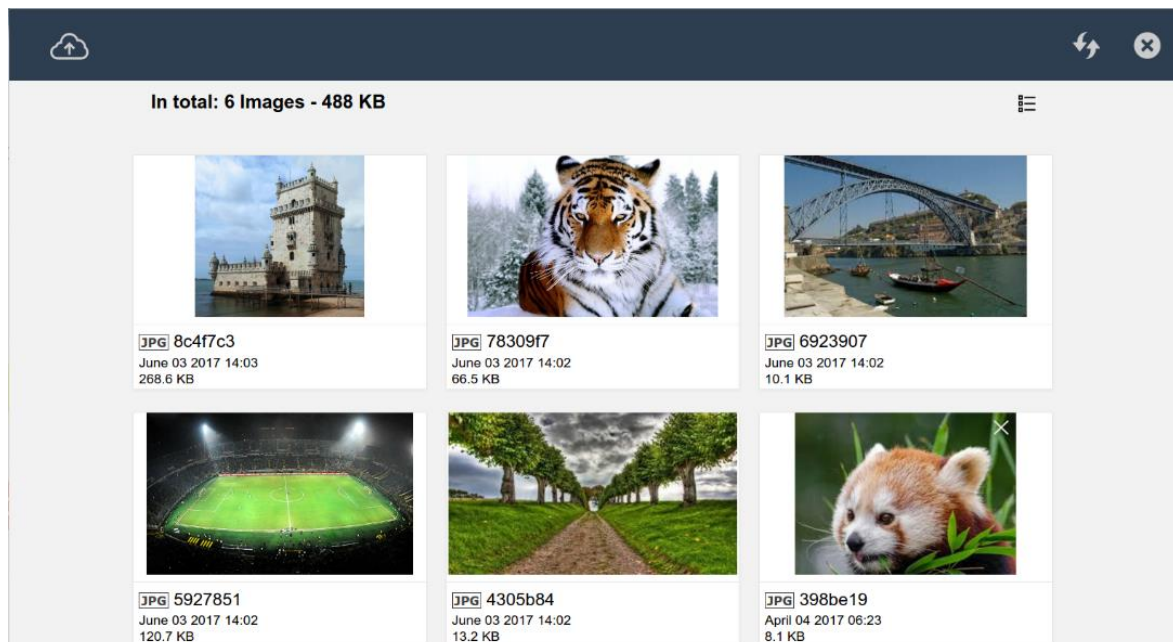 In total: 6 Images - 488 KB
JPG 8c4f7c3
June 03 2017 14:03
268.6 KB
JPG 78309f7
June 03 2017 14:02
66.5 KB
JPG 6923907
June 03 2017 14:02
10.1 KB
JPG 5927851
June 03 2017 14:02
120.7 KB
JPG 4305b84
June 03 2017 14:02
13.2 KB
JPG 398be19
April 04 2017 06:23
8.1 KB